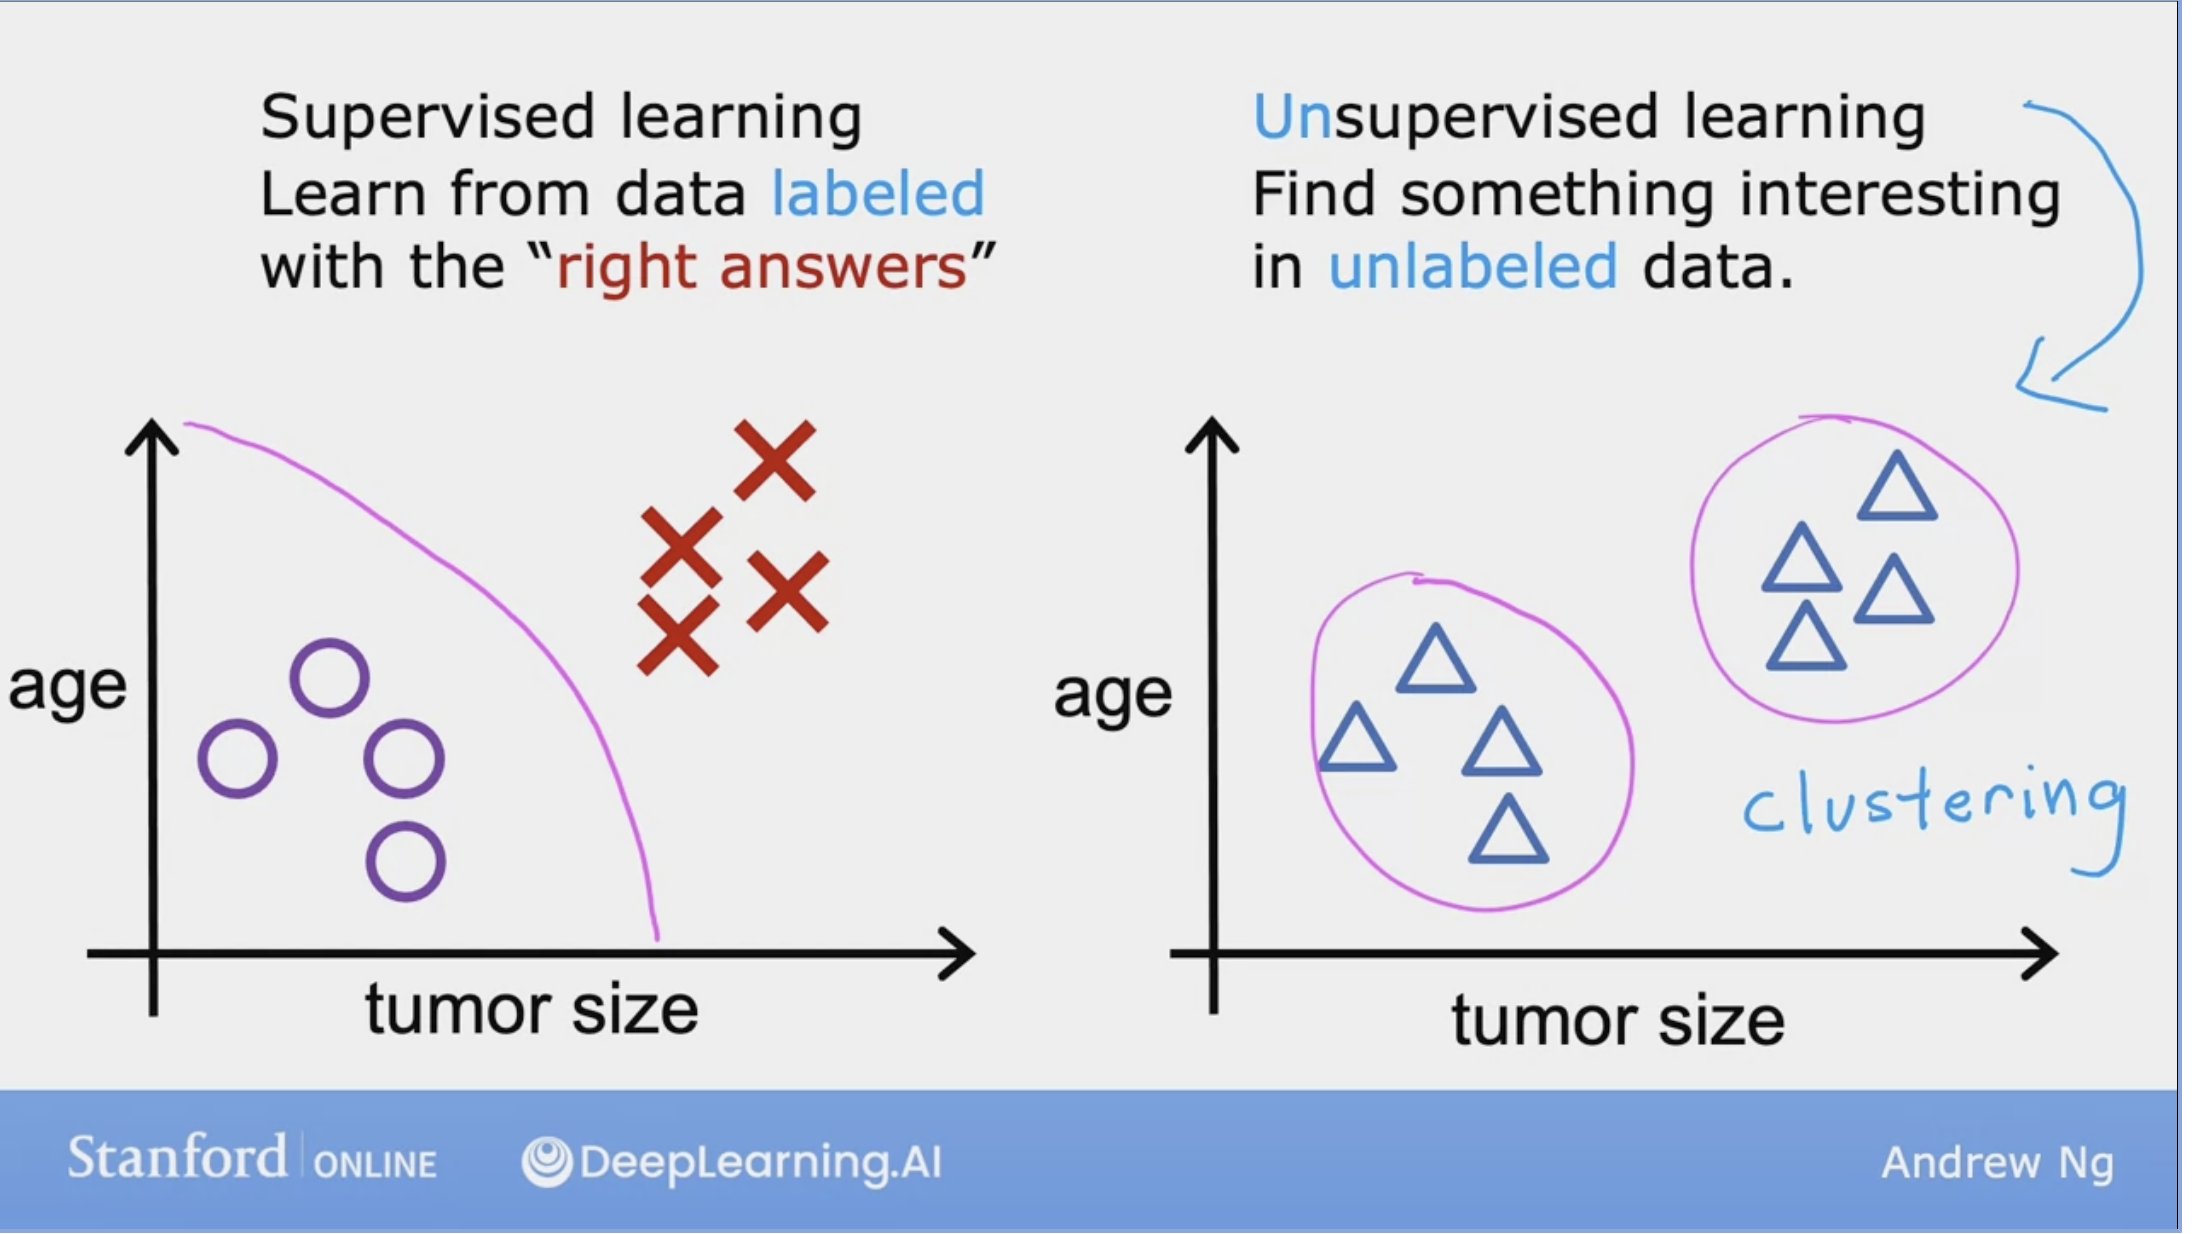 Supervised learning
Learn from data labeled
with the “right answers”
age
tumor size
Unsupervised learning
Find something interesting
in unlabeled data.
age
clustering
tumor size
Stanford | ONLINE
DeepLearning.AI
Andrew Ng